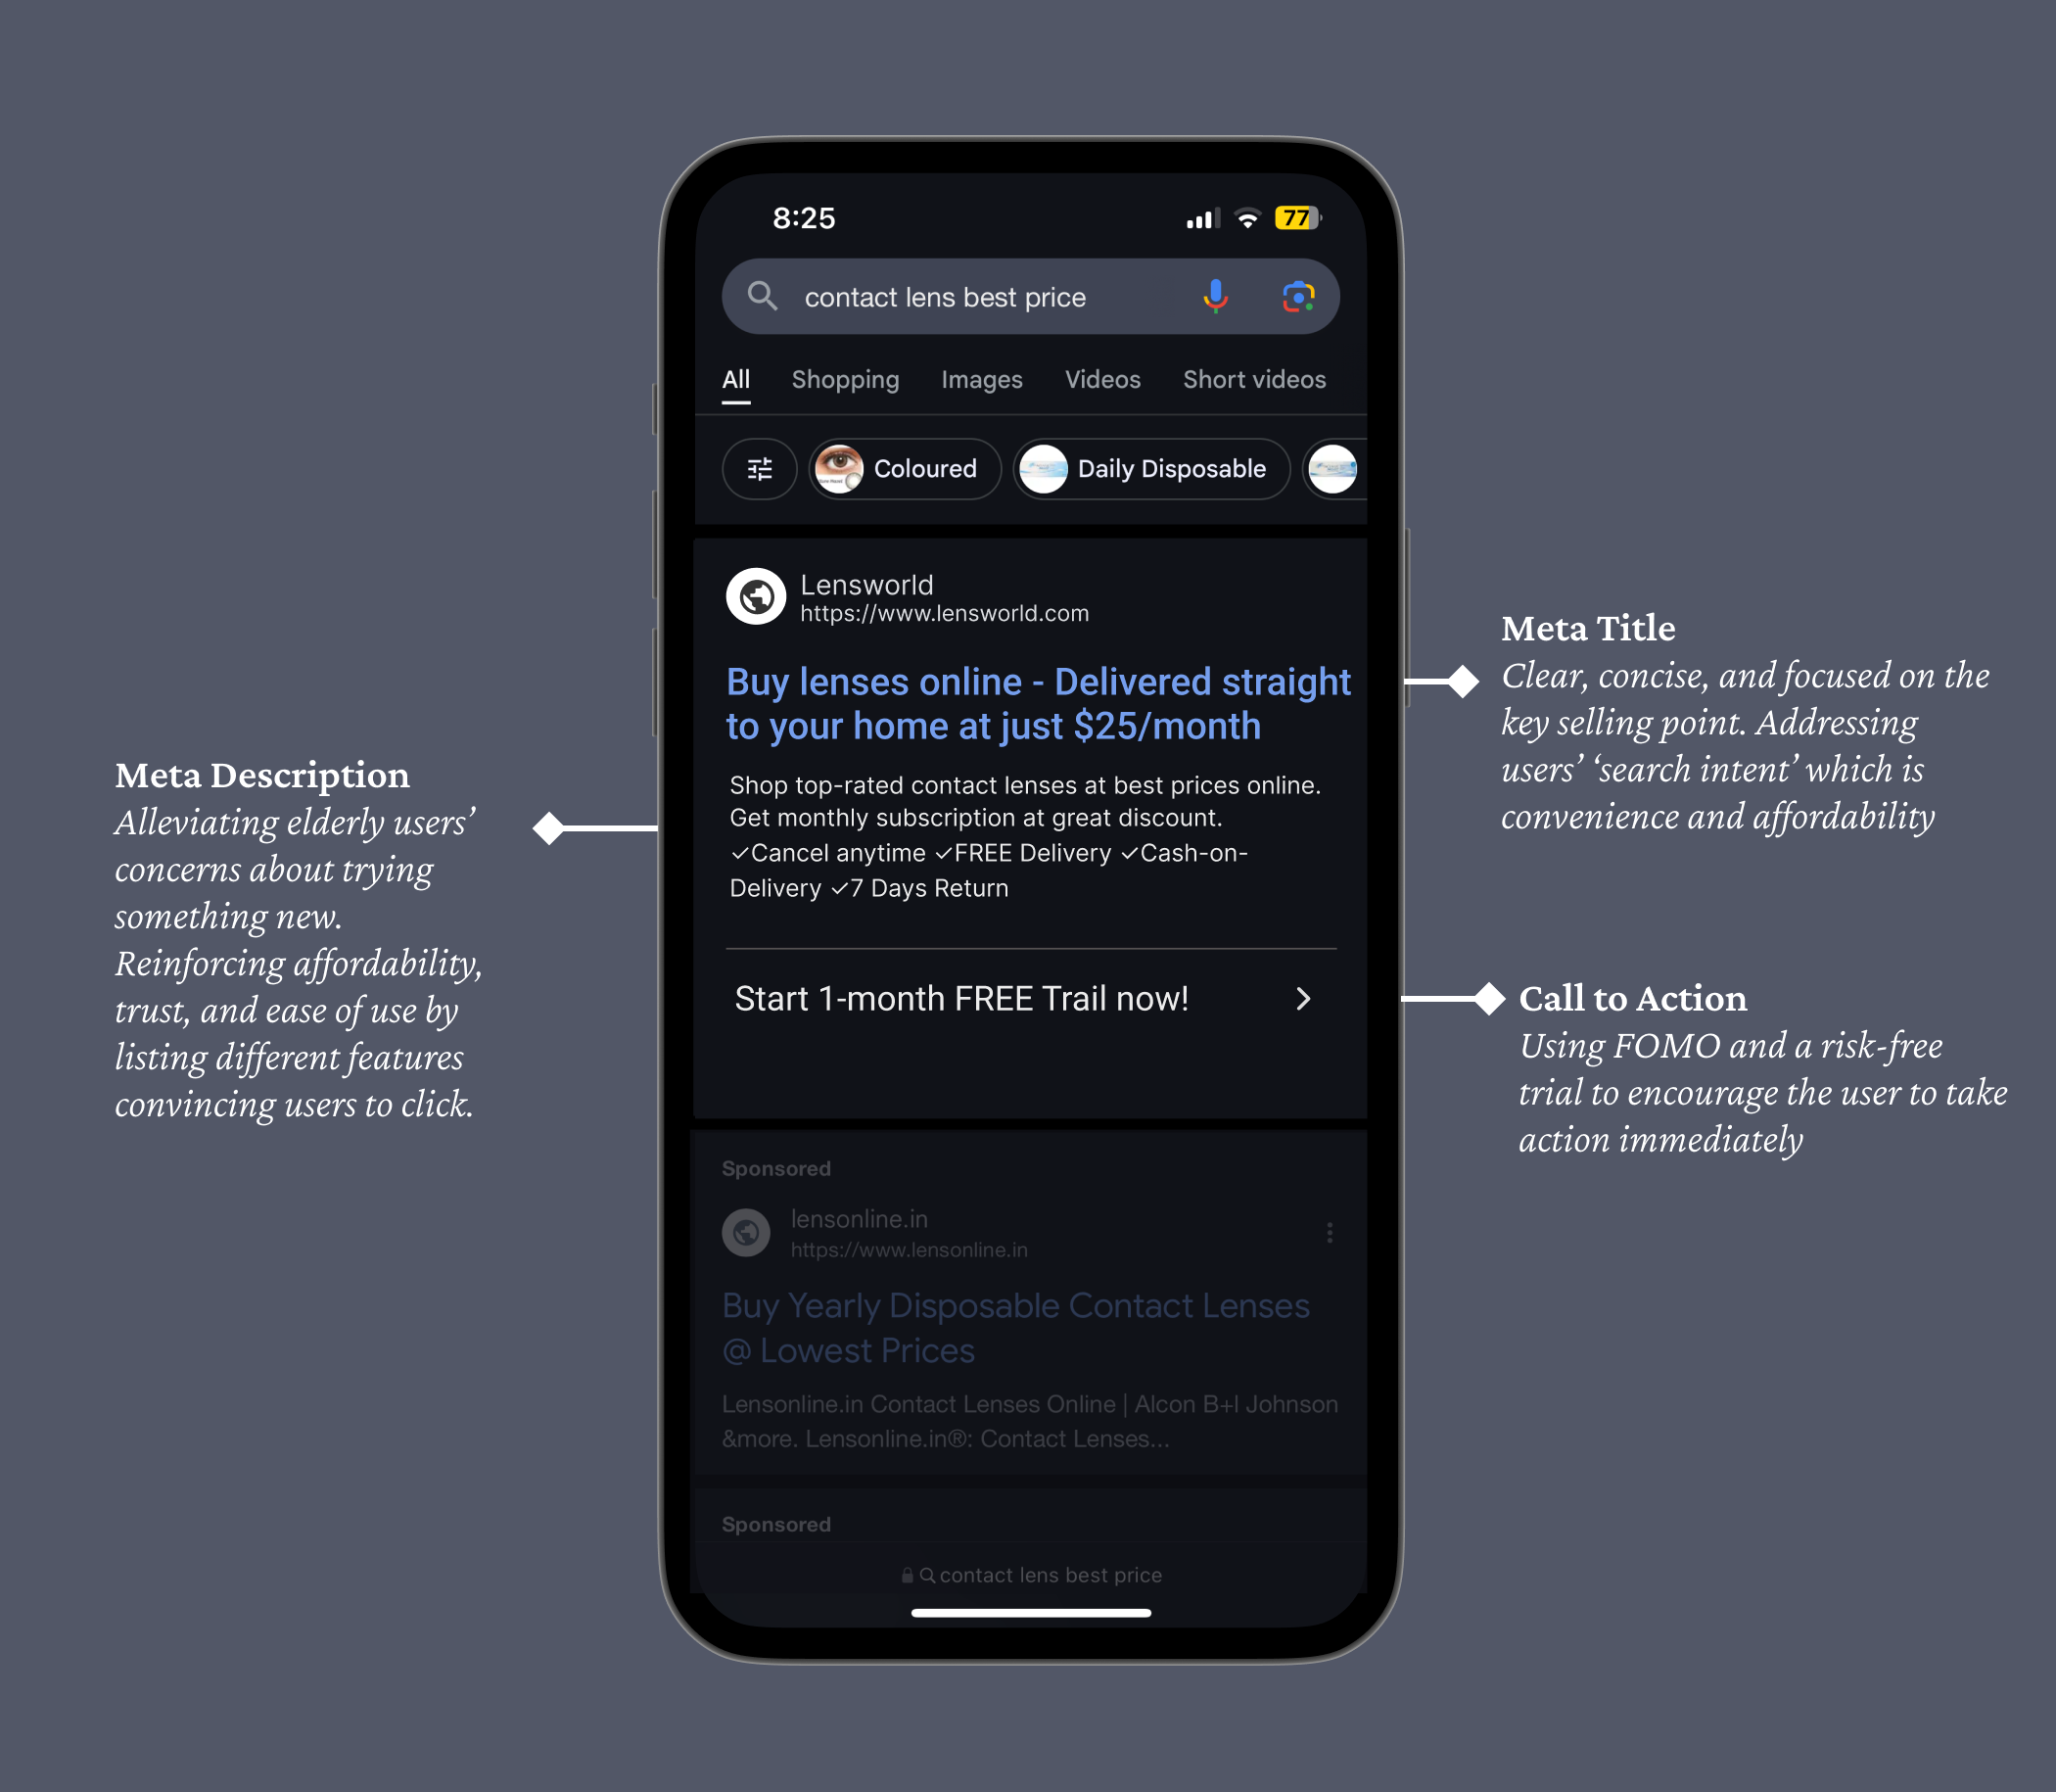 8:25
77
contact lens best price
All Shopping Images Videos Short videos
Coloured Daily Disposable
Lensworld
https://www.lensworld.com
Buy lenses online - Delivered straight
to your home at just $25/month
Shop top-rated contact lenses at best prices online.
Get monthly subscription at great discount.
✓Cancel anytime ✓FREE Delivery ✓Cash-on-
Delivery ✓7 Days Return
Start 1-month FREE Trail now!
Sponsored
lensonline.in
https://www.lensonline.in
Buy Yearly Disposable Contact Lenses
@ Lowest Prices
Lensonline.in Contact Lenses Online | Alcon B+l Johnson
&more. Lensonline.in®: Contact Lenses...
Sponsored
contact lens best price
Meta Description
Alleviating elderly users’
concerns about trying
something new.
Reinforcing affordability,
trust, and ease of use by
listing different features
convincing users to click.
Meta Title
Clear, concise, and focused on the
key selling point. Addressing
users’ ‘search intent’ which is
convenience and affordability
Call to Action
Using FOMO and a risk-free
trial to encourage the user to take
action immediately